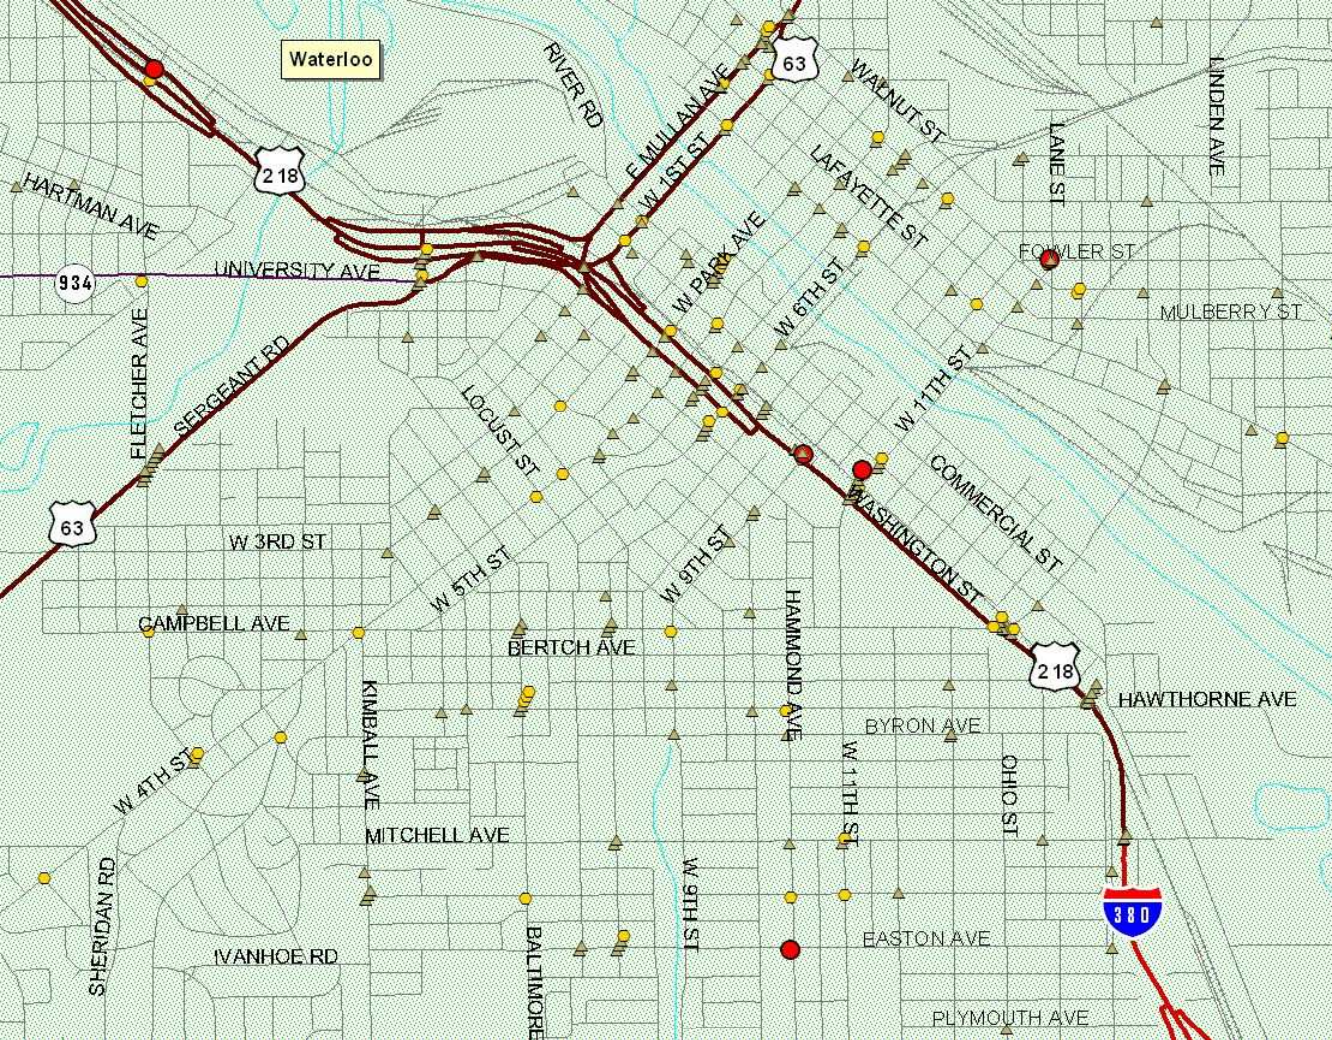 Waterloo
RIVER RD
63
WALNUT ST
LINDEN AVE
E MULLAN AVE
W 1ST ST
LAFAYETTE ST
LANE ST
218
HARTMAN AVE
FOWLER ST
934
UNIVERSITY AVE
W PARK AVE
W 6TH ST
MULBERRY ST
FLETCHER AVE
SERGEANT RD
LOCUST ST
W 11TH ST
COMMERCIAL ST
63
W 3RD ST
W 5TH ST
W 9TH ST
WASHINGTON ST
CAMPBELL AVE
BERTCH AVE
HAMMOND AVE
218
HAWTHORNE AVE
KIMBALL AVE
BYRON AVE
W 4TH ST
W 11TH ST
OHIO ST
MITCHELL AVE
SHERIDAN RD
W 9TH ST
380
IVANHOE RD
BALTIMORE
EASTON AVE
PLYMOUTH AVE